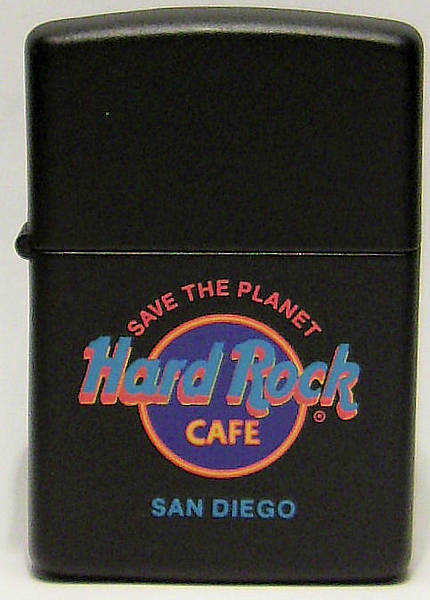 SAVE THE PLANET
Hard Rock
®
CAFE
SAN DIEGO